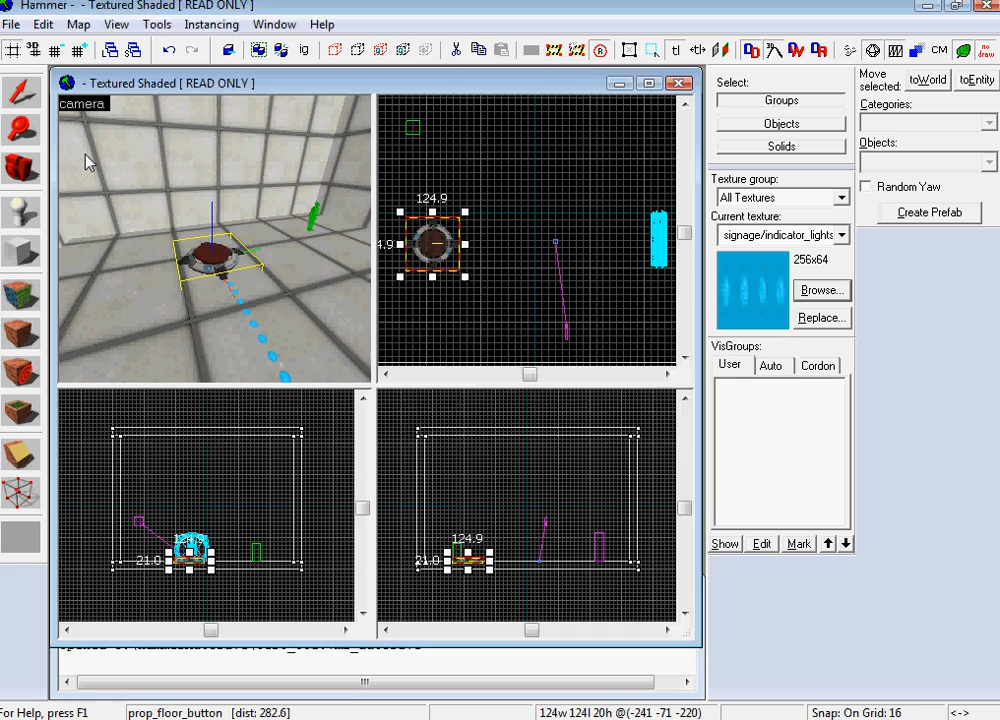 Hammer - - Textured Shaded [ READ ONLY ]
File Edit Map View Tools Instancing Window Help
ig
CM
no draw
- Textured Shaded [ READ ONLY ]
camera
124.9
4.9
124.9
21.0
124.9
21.0
Select:
Groups
Objects
Solids
Texture group:
All Textures
Current texture:
signage/indicator_lights
256x64
Browse...
Replace...
VisGroups:
User Auto Cordon
Show Edit Mark
Move selected:
toWorld toEntity
Categories:
Objects:
Random Yaw
Create Prefab
For Help, press F1
prop_floor_button [dist: 282.6]
124w 124l 20h @(-241 -71 -220)
Snap: On Grid: 16
<->